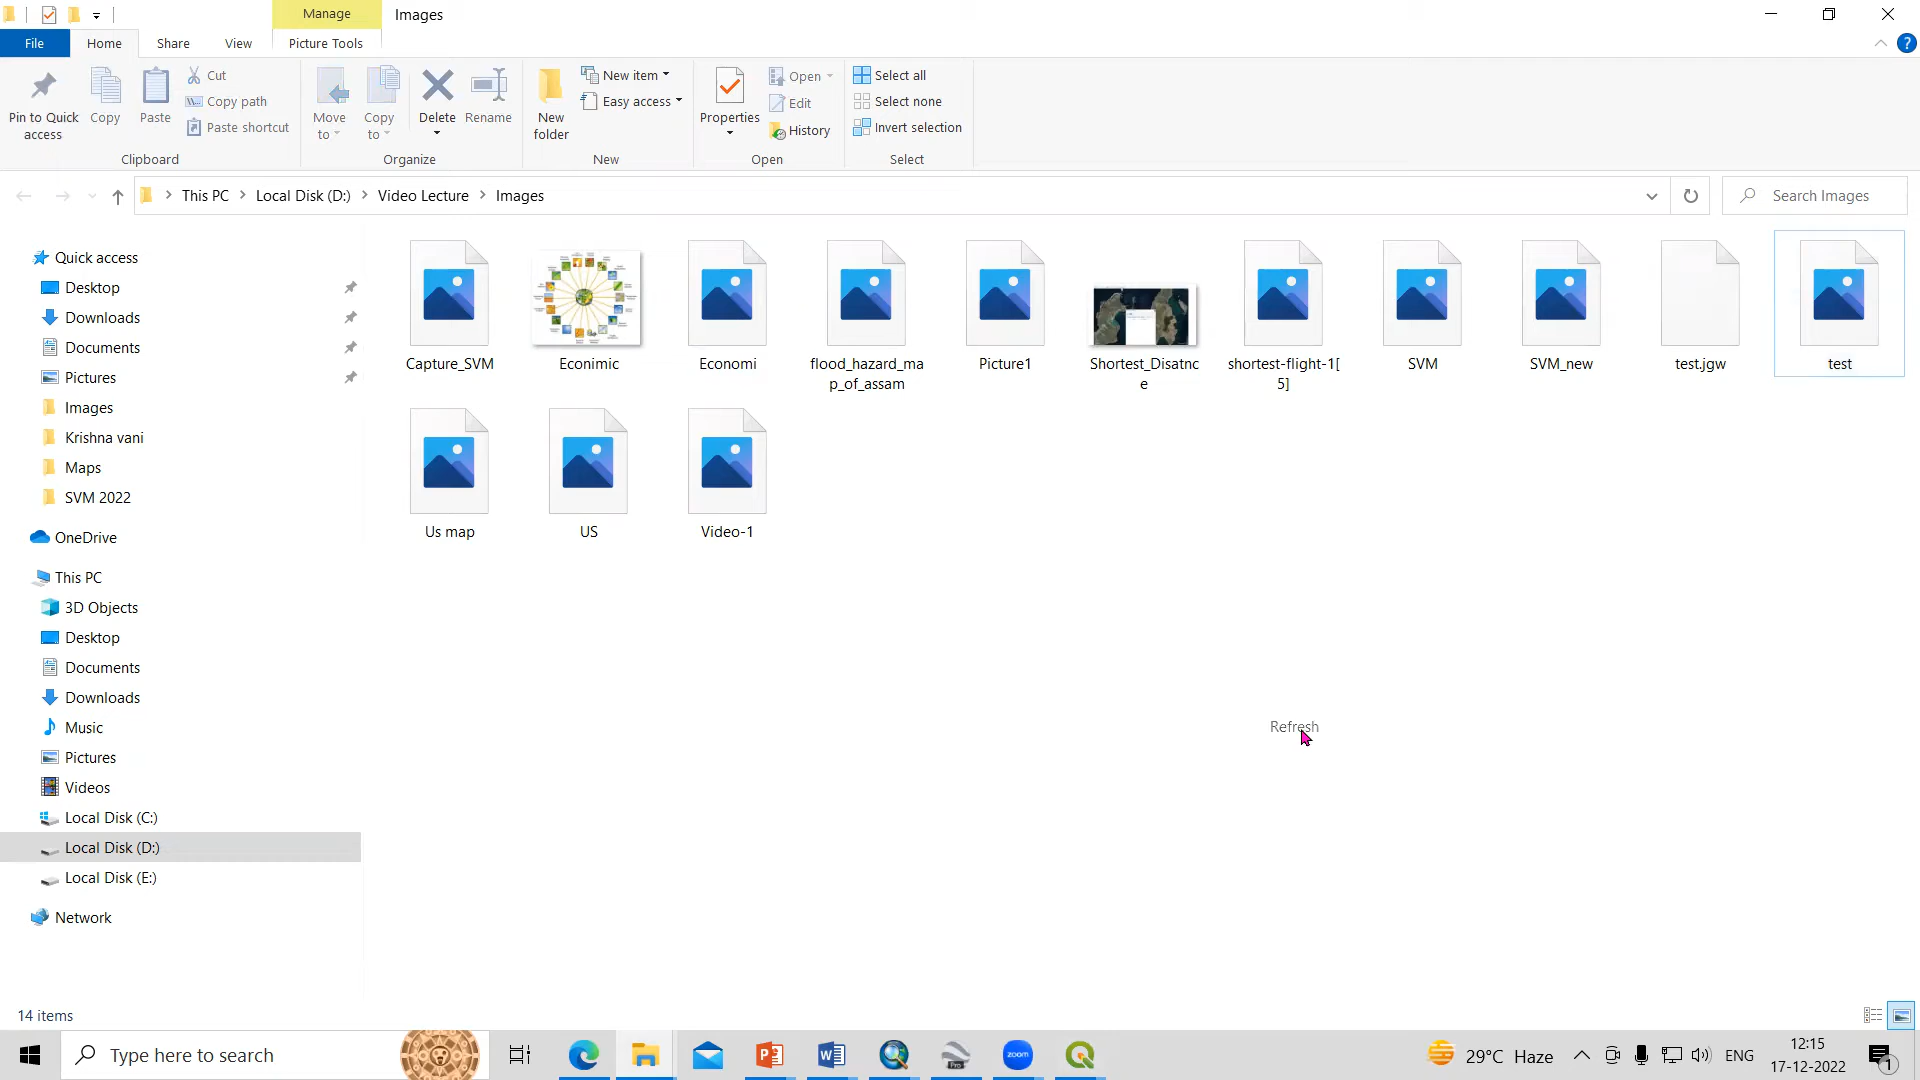 Manage
Images
File
Home
Share
View
Picture Tools
Pin to Quick
access
Copy
Paste
Cut
Copy path
Paste shortcut
Clipboard
Move
to
Copy
to
Delete
Rename
Organize
New
folder
New item
Easy access
New
Properties
Open
Edit
History
Open
Select all
Select none
Invert selection
Select
This PC
Local Disk (D:)
Video Lecture
Images
Search Images
Quick access
Desktop
Downloads
Documents
Pictures
Images
Krishna vani
Maps
SVM 2022
OneDrive
This PC
3D Objects
Desktop
Documents
Downloads
Music
Pictures
Videos
Local Disk (C:)
Local Disk (D:)
Local Disk (E:)
Network
Capture_SVM
Econimic
Economi
flood_hazard_ma
p_of_assam
Picture1
Shortest_Disatnc
e
shortest-flight-1[
5]
SVM
SVM_new
test.jgw
test
Us map
US
Video-1
Refresh
14 items
Type here to search
zoom
29°C Haze
ENG
12:15
17-12-2022
1